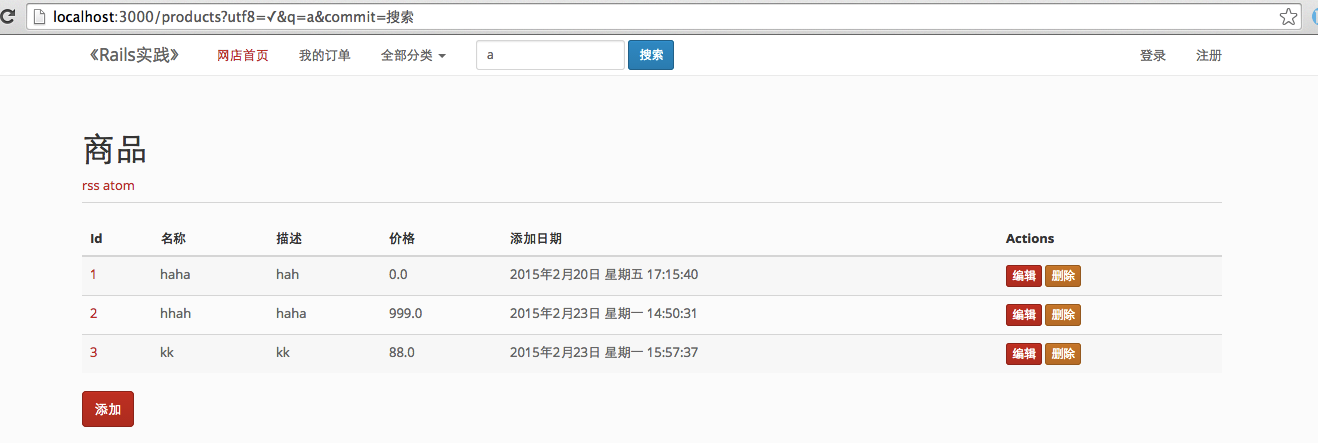 localhost:3000/products?utf8=✓&q=a&commit=搜索
《Rails实践》 网店首页 我的订单 全部分类 a 搜索 登录 注册
商品
rss atom
Id 名称 描述 价格 添加日期 Actions
1 haha hah 0.0 2015年2月20日 星期五 17:15:40 编辑 删除
2 hhah haha 999.0 2015年2月23日 星期一 14:50:31 编辑 删除
3 kk kk 88.0 2015年2月23日 星期一 15:57:37 编辑 删除
添加